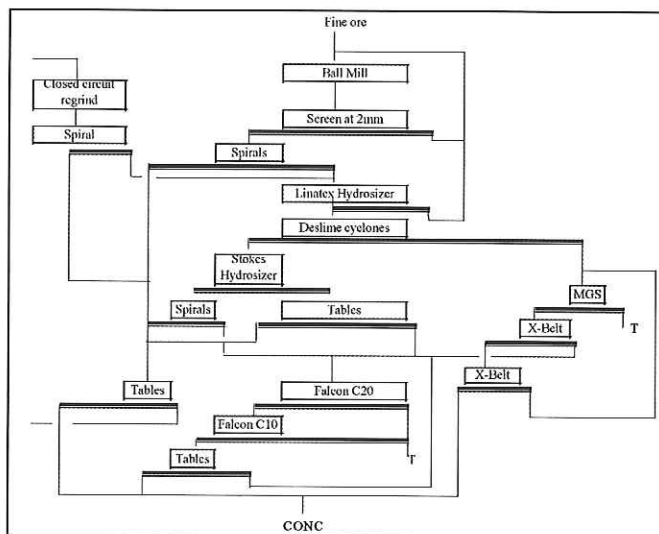 Fine ore
Ball Mill
Closed circuit
regrind
Screen at 2mm
Spiral
Spirals
Linatex Hydrosizer
Deslime cyclones
Stokes
Hydrosizer
MGS
Spirals
Tables
X-Belt
T
X-Belt
Tables
Falcon C20
Falcon C10
Tables
T
CONC